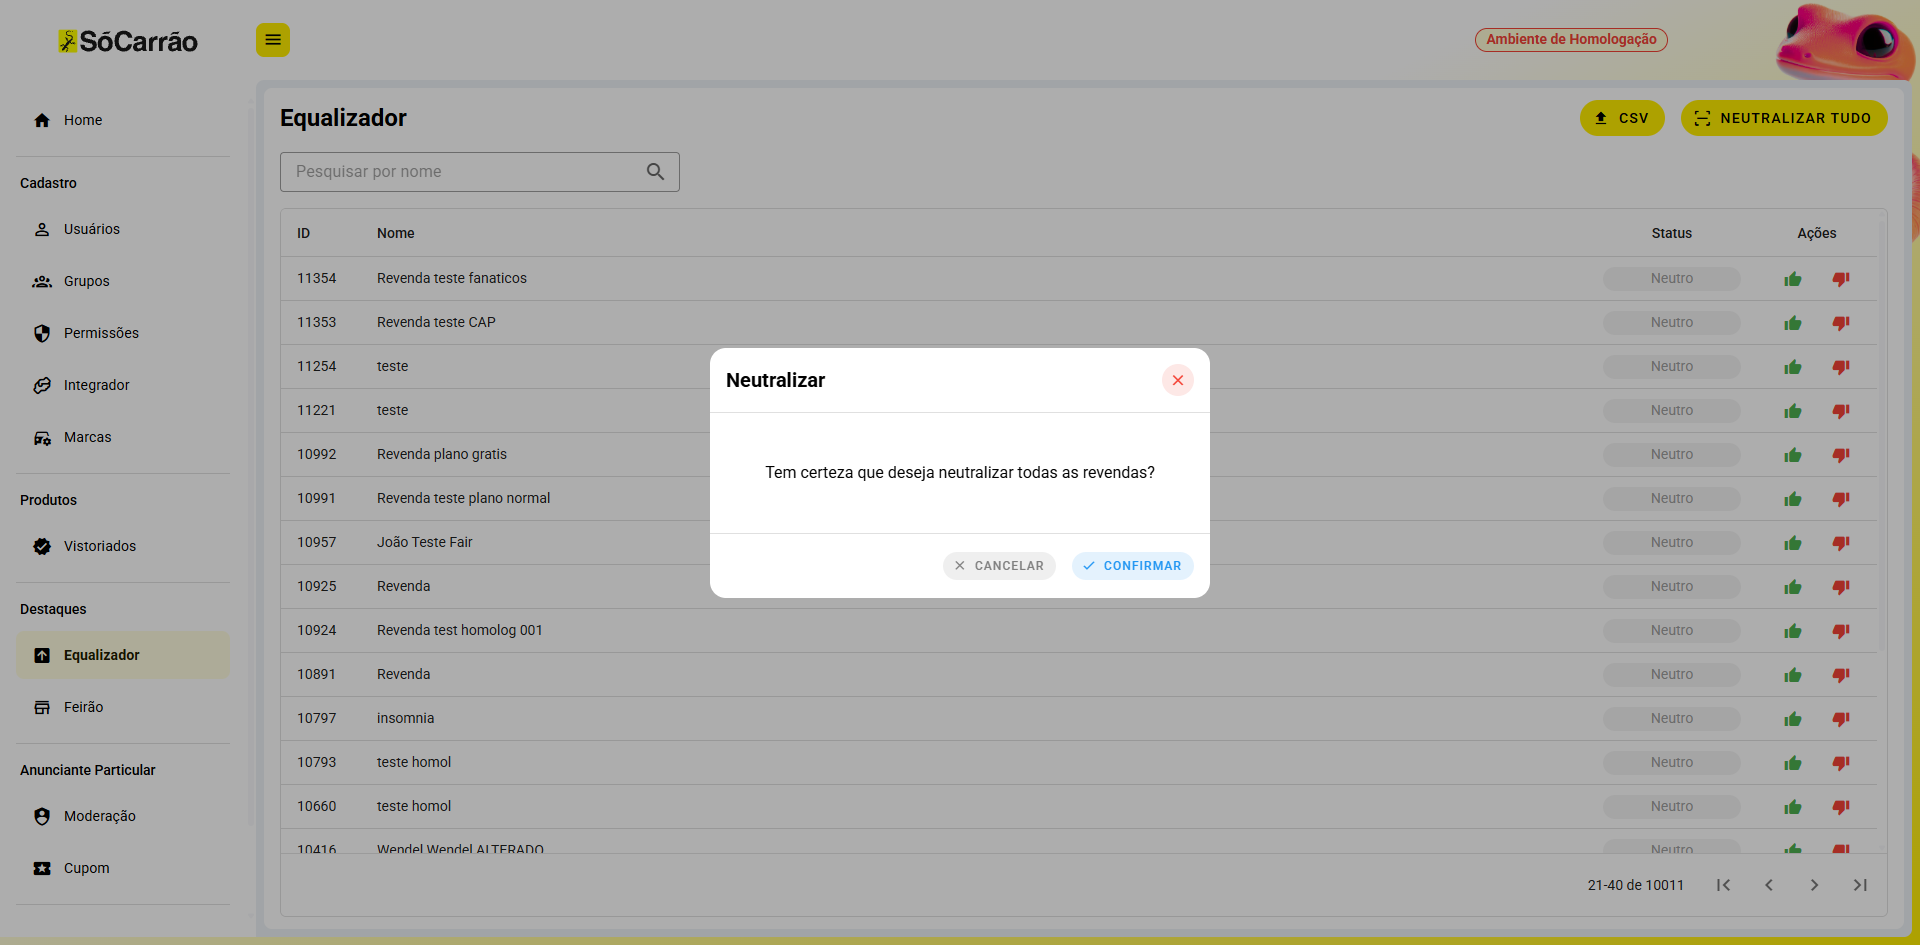 SóCarrão
Ambiente de Homologação
Home
Cadastro
Usuários
Grupos
Permissões
Integrador
Marcas
Produtos
Vistoriados
Destaques
Equalizador
Feirão
Anunciante Particular
Moderação
Cupom
Equalizador
CSV
NEUTRALIZAR TUDO
Pesquisar por nome
ID Nome Status Ações
11354 Revenda teste fanaticos Neutro
11353 Revenda teste CAP Neutro
11254 teste Neutro
11221 teste Neutro
10992 Revenda plano gratis Neutro
10991 Revenda teste plano normal Neutro
10957 João Teste Fair Neutro
10925 Revenda Neutro
10924 Revenda test homolog 001 Neutro
10891 Revenda Neutro
10797 insomnia Neutro
10793 teste homol Neutro
10660 teste homol Neutro
10416 Wendel Wendel ALTERADO Neutro
21-40 de 10011
Neutralizar
Tem certeza que deseja neutralizar todas as revendas?
CANCELAR
CONFIRMAR